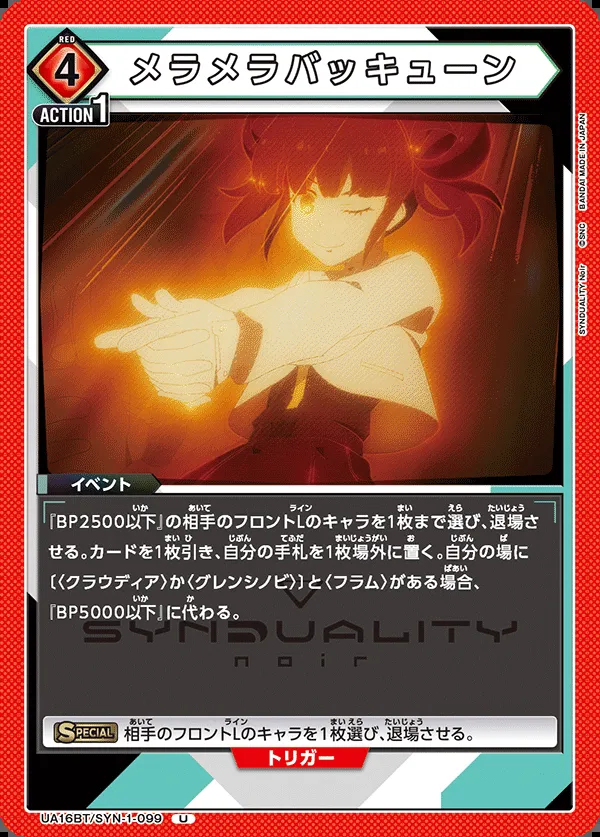 RED
4
メラメラバッキューン
ACTION 1
SYNDUALITY Noir ©SNC BANDAI MADE IN JAPAN
イベント
『BP2500以下』の相手のフロントLのキャラを1枚まで選び、退場さ
せる。カードを1枚引き、自分の手札を1枚場外に置く。自分の場に
〔〈クラウディア〉か〈グレンシノビ〉〕と〈フラム〉がある場合、
『BP5000以下』に代わる。
SYNDUALITY
noir
SPECIAL 相手のフロントLのキャラを1枚選び、退場させる。
トリガー
UA16BT/SYN-1-099 U